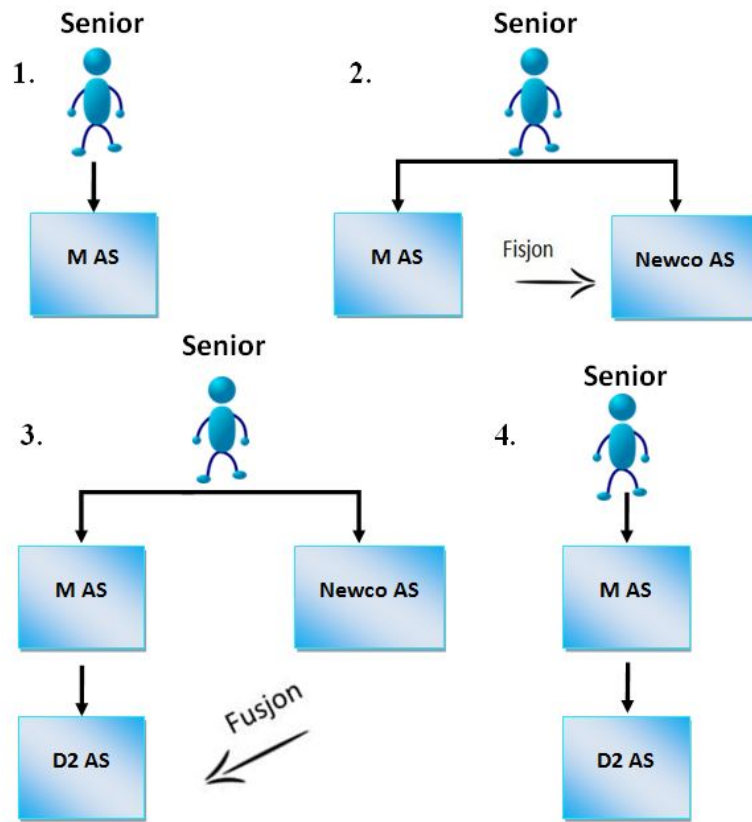 Senior
1.
M AS
Senior
2.
M AS
Fisjon
Newco AS
Senior
3.
M AS
Newco AS
Fusjon
D2 AS
Senior
4.
M AS
D2 AS